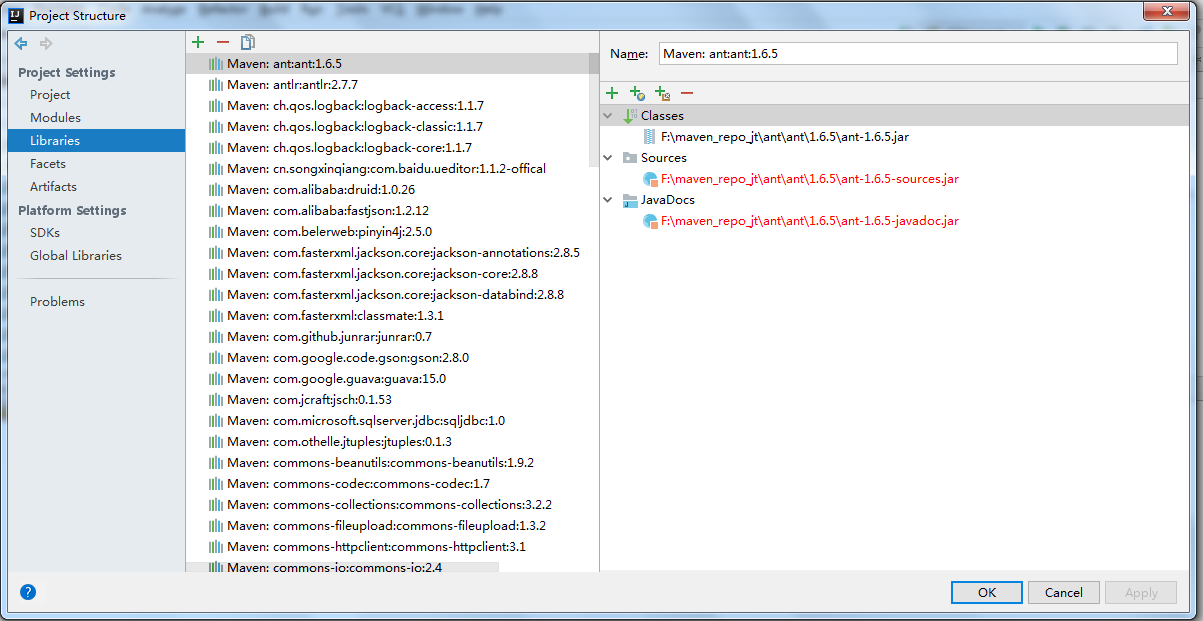 Project Structure
Project Settings
Project
Modules
Libraries
Facets
Artifacts
Platform Settings
SDKs
Global Libraries
Problems
Maven: ant:ant:1.6.5
Maven: antlr:antlr:2.7.7
Maven: ch.qos.logback:logback-access:1.1.7
Maven: ch.qos.logback:logback-classic:1.1.7
Maven: ch.qos.logback:logback-core:1.1.7
Maven: cn.songxinqiang:com.baidu.ueditor:1.1.2-offical
Maven: com.alibaba:druid:1.0.26
Maven: com.alibaba:fastjson:1.2.12
Maven: com.belerweb:pinyin4j:2.5.0
Maven: com.fasterxml.jackson.core:jackson-annotations:2.8.5
Maven: com.fasterxml.jackson.core:jackson-core:2.8.8
Maven: com.fasterxml.jackson.core:jackson-databind:2.8.8
Maven: com.fasterxml:classmate:1.3.1
Maven: com.github.junrar:junrar:0.7
Maven: com.google.code.gson:gson:2.8.0
Maven: com.google.guava:guava:15.0
Maven: com.jcraft:jsch:0.1.53
Maven: com.microsoft.sqlserver.jdbc:sqljdbc:1.0
Maven: com.othelle.jtuples:jtuples:0.1.3
Maven: commons-beanutils:commons-beanutils:1.9.2
Maven: commons-codec:commons-codec:1.7
Maven: commons-collections:commons-collections:3.2.2
Maven: commons-fileupload:commons-fileupload:1.3.2
Maven: commons-httpclient:commons-httpclient:3.1
Maven: commons-io:commons-io:2.4
Name: Maven: ant:ant:1.6.5
Classes
F:\maven_repo_jt\ant\ant\1.6.5\ant-1.6.5.jar
Sources
F:\maven_repo_jt\ant\ant\1.6.5\ant-1.6.5-sources.jar
JavaDocs
F:\maven_repo_jt\ant\ant\1.6.5\ant-1.6.5-javadoc.jar
? OK Cancel Apply